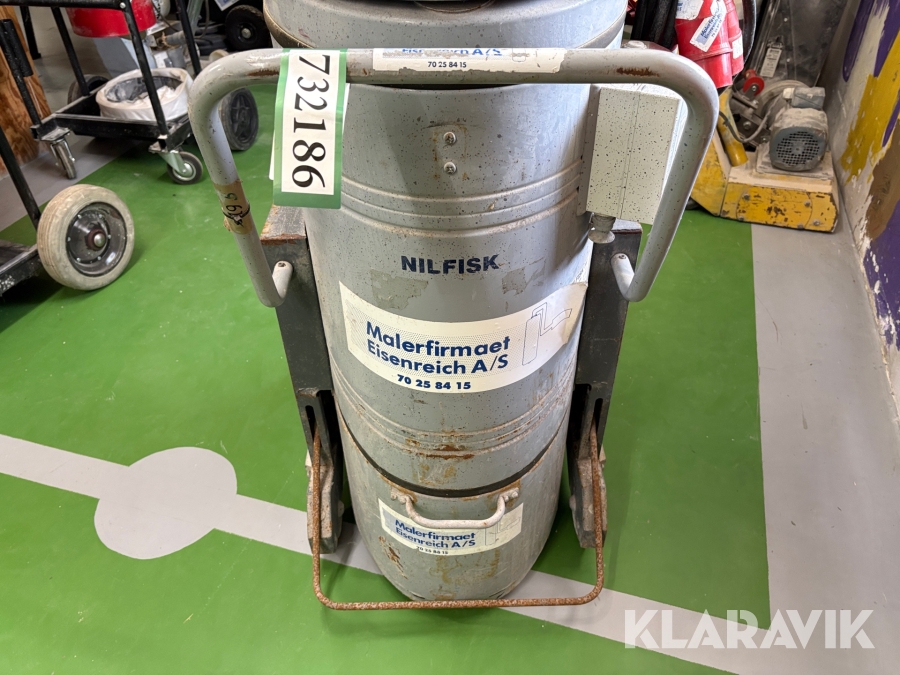 Eisenreich A/S
70 25 84 15
732186
NILFISK
Malerfirmaet
Eisenreich A/S
70 25 84 15
Malerfirmaet
Eisenreich A/S
70 25 84 15
KLARAVIK